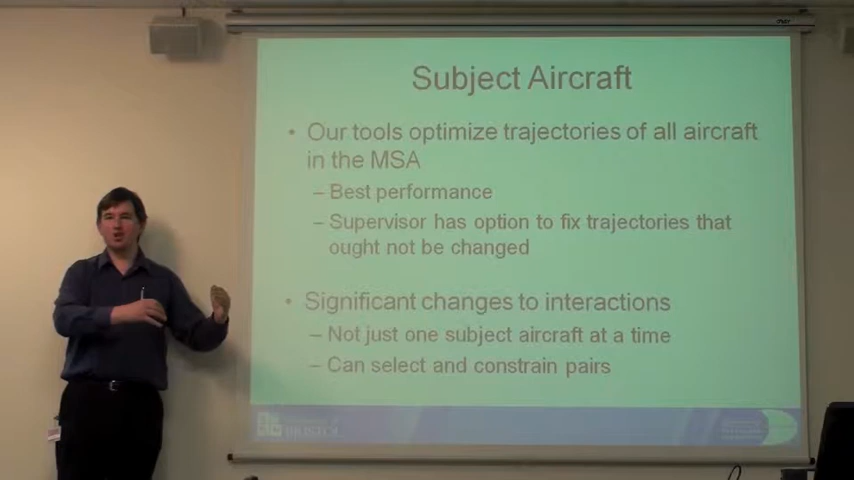 Subject Aircraft
• Our tools optimize trajectories of all aircraft
in the MSA
– Best performance
– Supervisor has option to fix trajectories that
ought not be changed
• Significant changes to interactions
– Not just one subject aircraft at a time
– Can select and constrain pairs